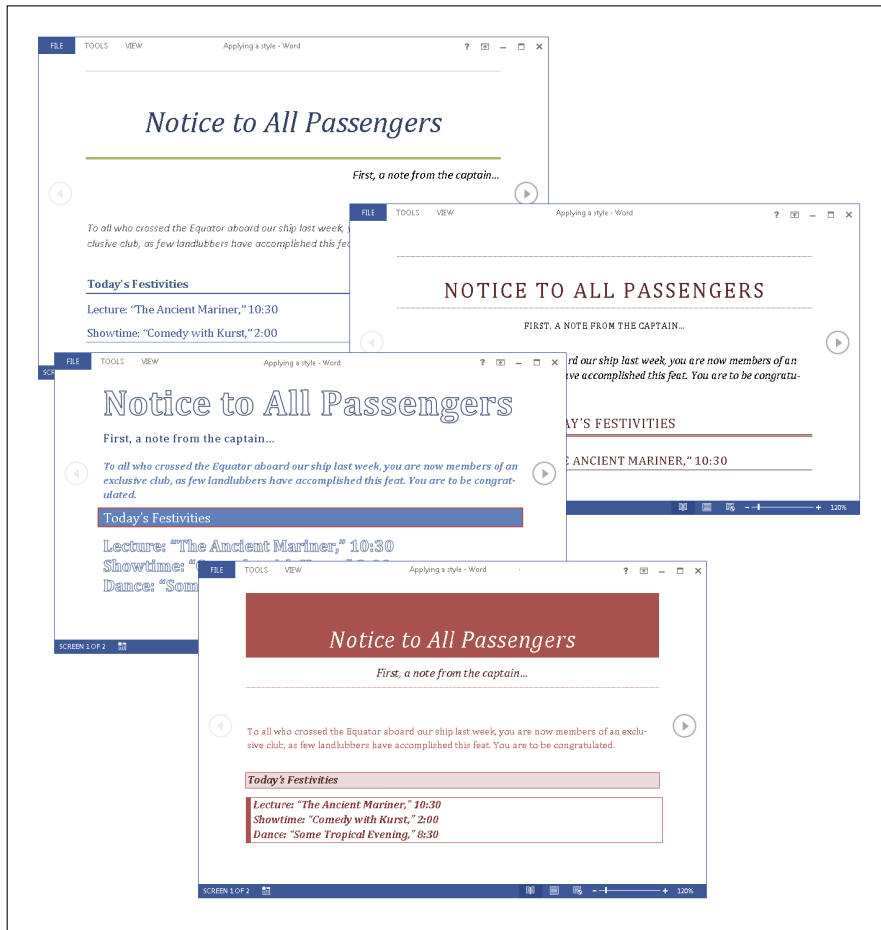 FILE TOOLS VIEW Applying a style - Word ?
Notice to All Passengers
First, a note from the captain…
To all who crossed the Equator aboard our ship last week, y
clusive club, as few landlubbers have accomplished this fea
Today's Festivities
Lecture: “The Ancient Mariner,” 10:30
Showtime: “Comedy with Kurst,” 2:00
SCR
FILE TOOLS VIEW Applying a style - Word ?
NOTICE TO ALL PASSENGERS
FIRST, A NOTE FROM THE CAPTAIN…
rd our ship last week, you are now members of an
ve accomplished this feat. You are to be congratu-
AY'S FESTIVITIES
E ANCIENT MARINER,” 10:30
120%
FILE TOOLS VIEW Applying a style - Word ?
Notice to All Passengers
First, a note from the captain…
To all who crossed the Equator aboard our ship last week, you are now members of an
exclusive club, as few landlubbers have accomplished this feat. You are to be congrat-
ulated.
Today's Festivities
Lecture: “The Ancient Mariner,” 10:30
Showtime: “
Dance: “Som
SCREEN 1 OF 2
FILE TOOLS VIEW Applying a style - Word ?
Notice to All Passengers
First, a note from the captain…
To all who crossed the Equator aboard our ship last week, you are now members of an exclu-
sive club, as few landlubbers have accomplished this feat. You are to be congratulated.
Today's Festivities
Lecture: “The Ancient Mariner,” 10:30
Showtime: “Comedy with Kurst,” 2:00
Dance: “Some Tropical Evening,” 8:30
SCREEN 1 OF 2 120%